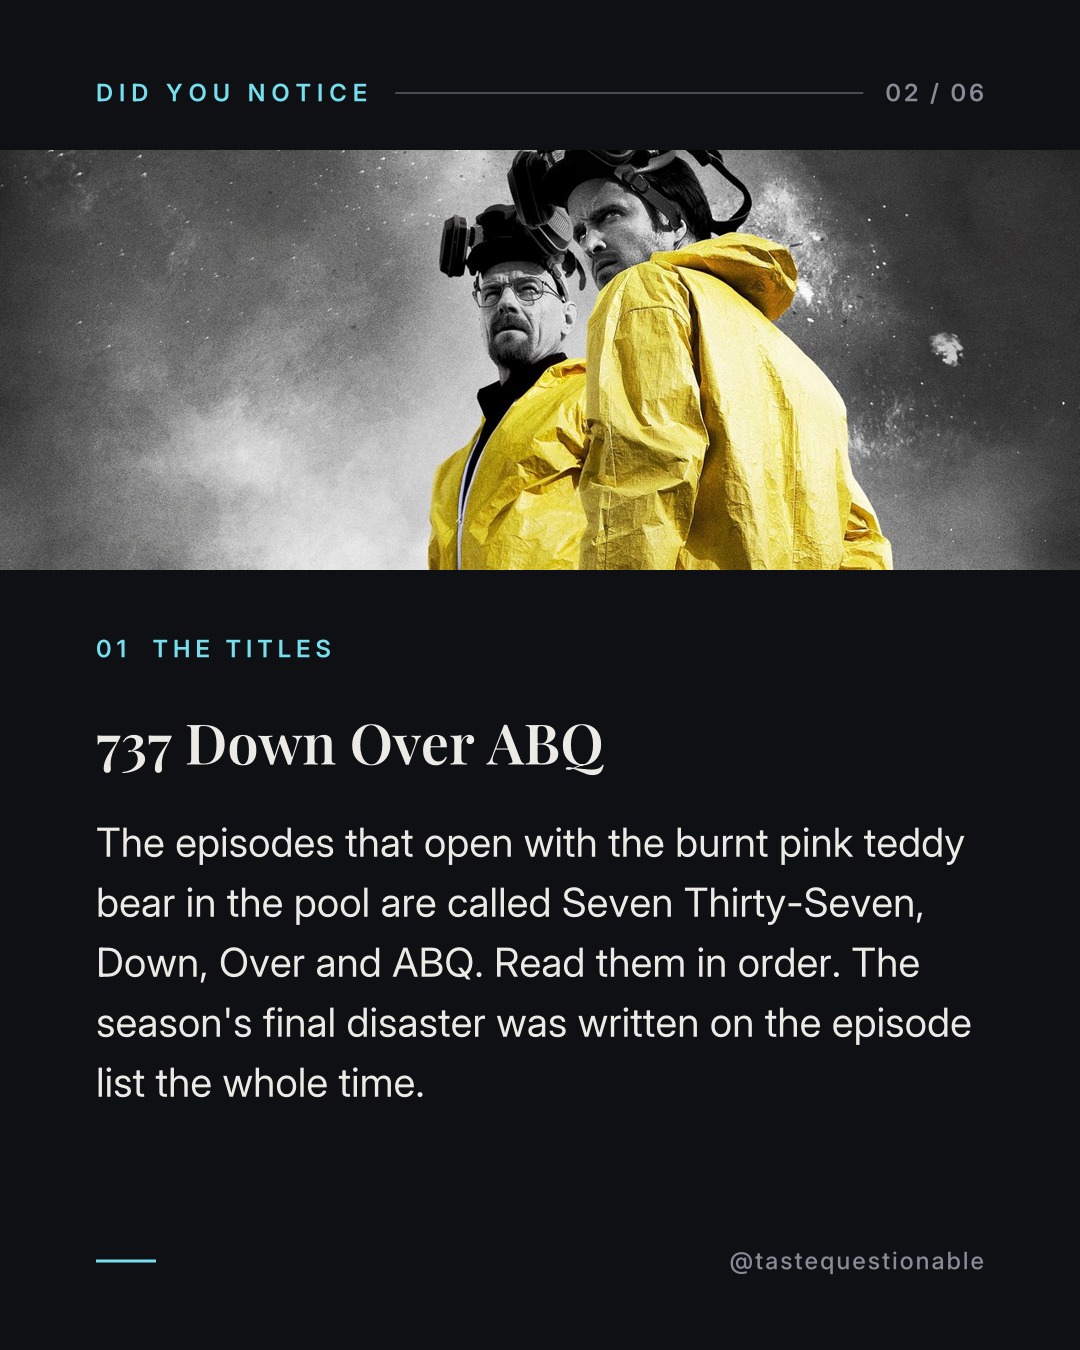 DID YOU NOTICE
02 / 06
01 THE TITLES
737 Down Over ABQ
The episodes that open with the burnt pink teddy
bear in the pool are called Seven Thirty-Seven,
Down, Over and ABQ. Read them in order. The
season's final disaster was written on the episode
list the whole time.
@tastequestionable